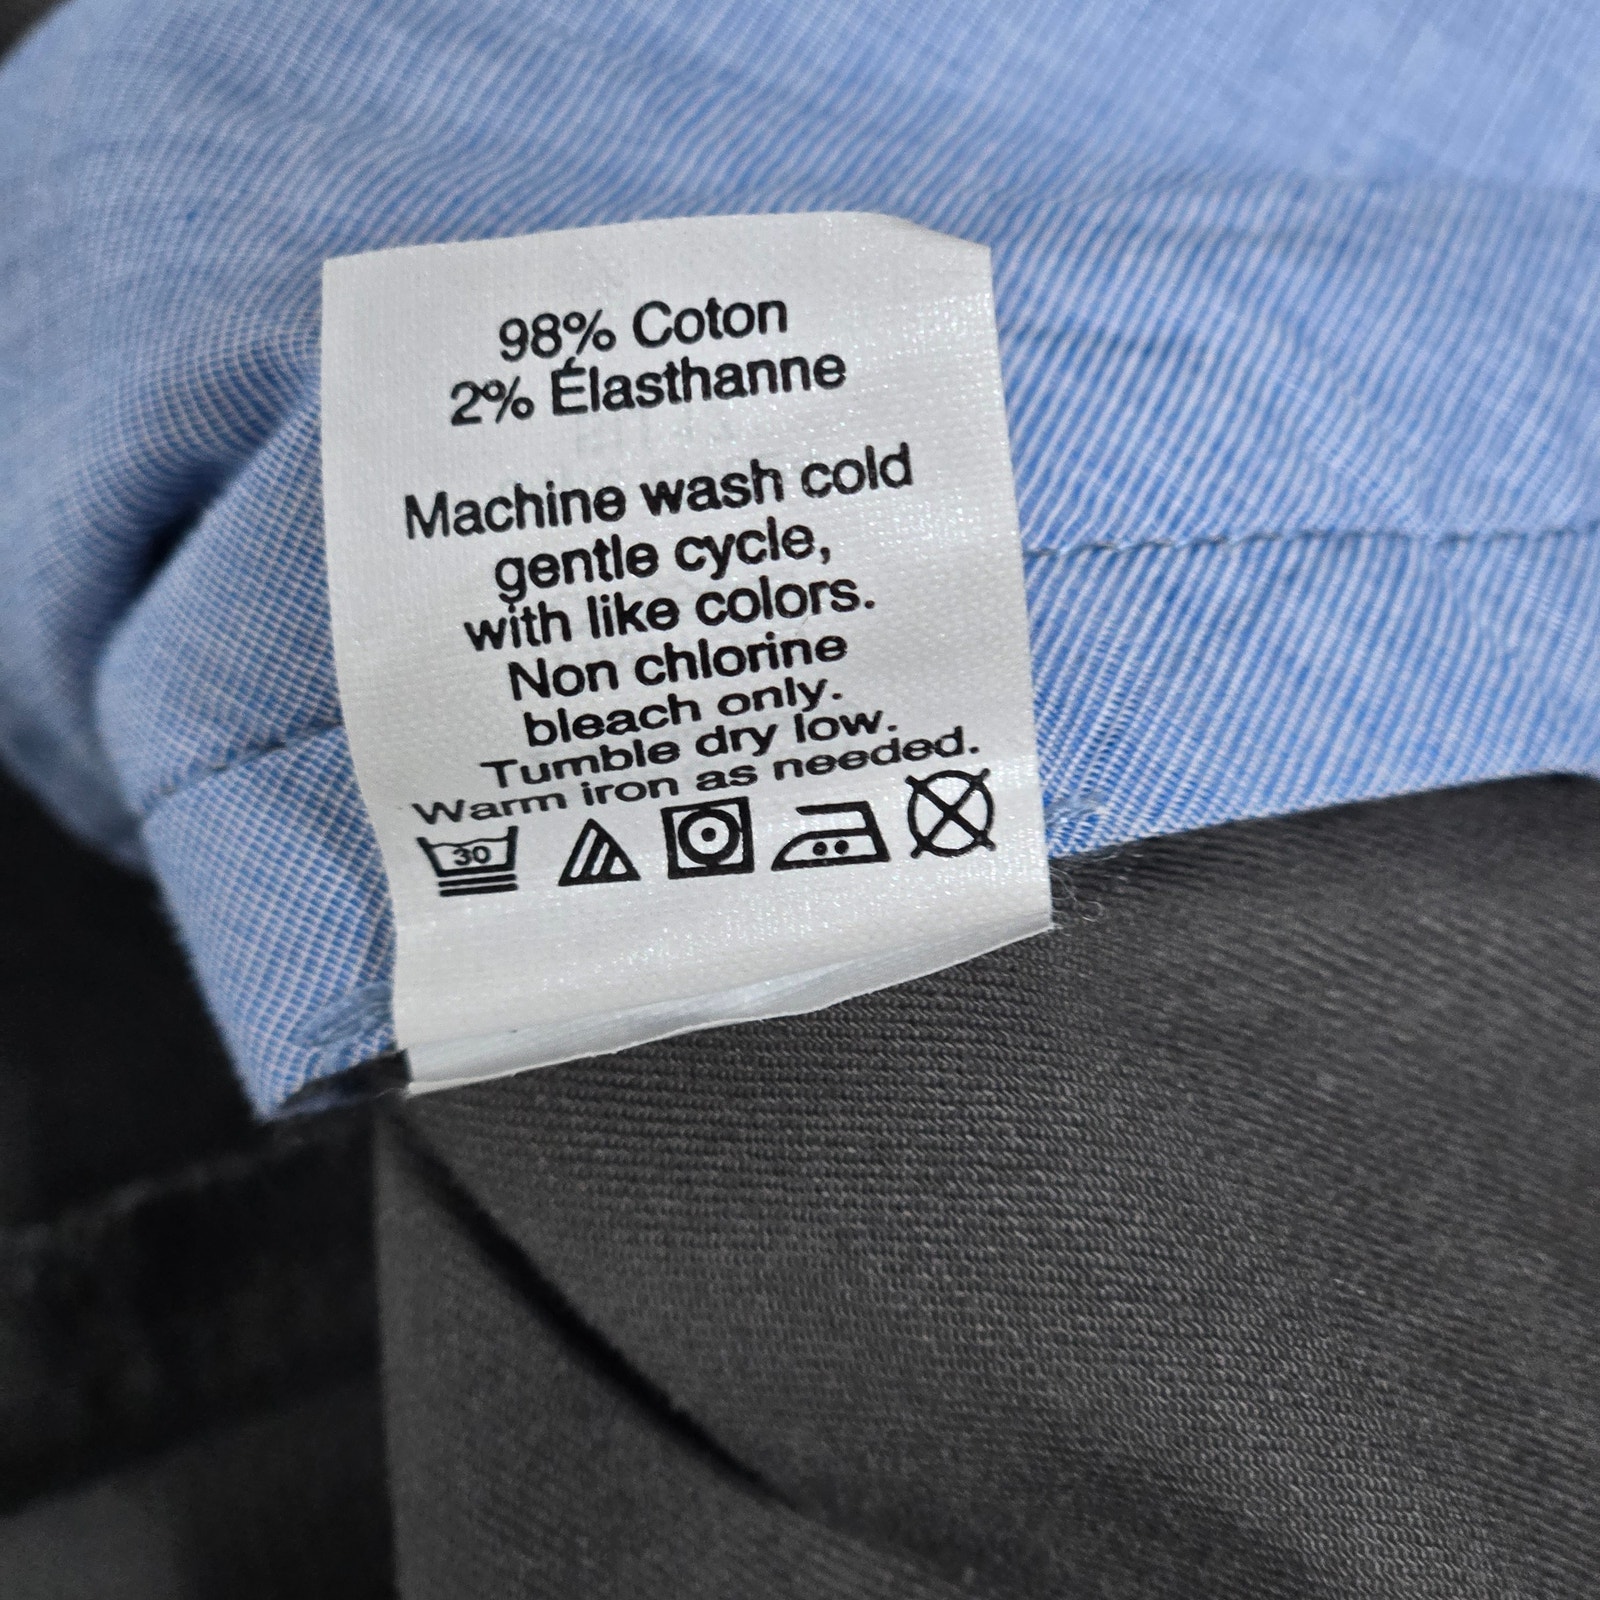 98% Coton
2% Élasthanne
Machine wash cold
gentle cycle,
with like colors.
Non chlorine
bleach only.
Tumble dry low.
Warm iron as needed.
30